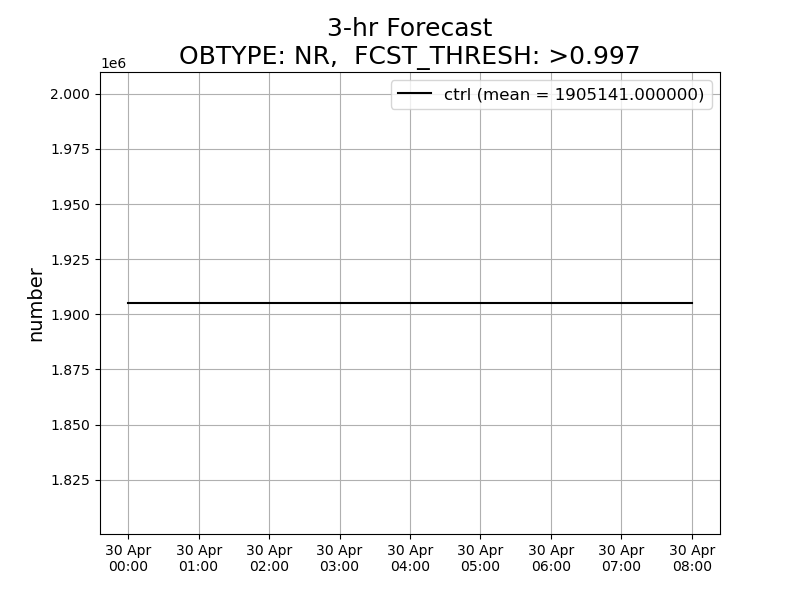 3-hr Forecast
OBTYPE: NR,  FCST_THRESH: >0.997
1e6
ctrl (mean = 1905141.000000)
2.000
1.975
1.950
1.925
1.900
1.875
1.850
1.825
number
30 Apr 30 Apr 30 Apr 30 Apr 30 Apr 30 Apr 30 Apr 30 Apr 30 Apr
00:00 01:00 02:00 03:00 04:00 05:00 06:00 07:00 08:00